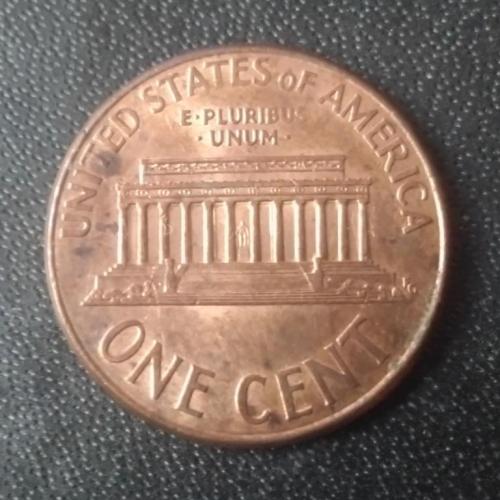 UNITED STATES OF AMERICA
E·PLURIBUS
·UNUM·
ONE CENT